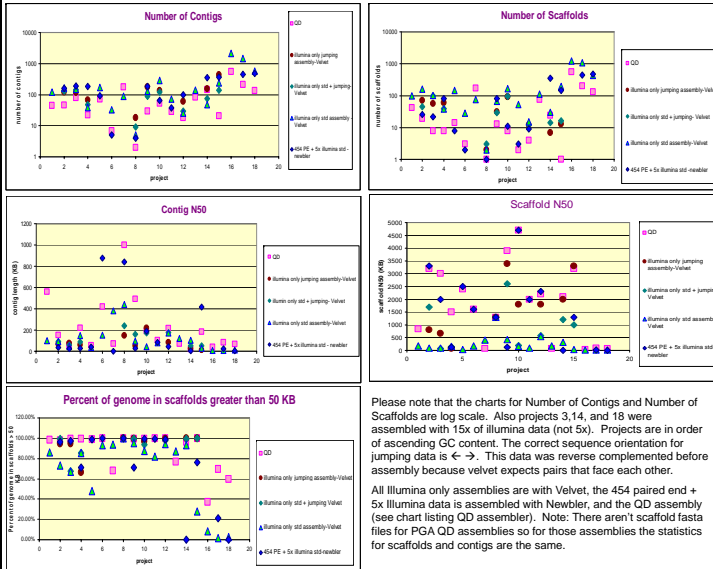 Number of Contigs
number of contigs
1000
100
10
1
0 2 4 6 8 10 12 14 16 18 20
project
QD
illumina only jumping assembly-Velvet
illumina only std + jumping- Velvet
illumina only std assembly- Velvet
454 PE + 5x illumina std - newbler
Number of Scaffolds
number of scaffolds
10000
1000
100
10
1
0 2 4 6 8 10 12 14 16 18 20
project
QD
illumina only jumping assembly-Velvet
illumina only std + jumping- Velvet
illumina only std assembly-Velvet
454 PE + 5x illumina std -newbler
Contig N50
contig length (KB)
1200
1000
800
600
400
200
0
0 2 4 6 8 10 12 14 16 18 20
project
QD
illumina only jumping assembly-Velvet
illumina only std + jumping- Velvet
illumina only std assembly-Velvet
454 PE + 5x illumina std - newbler
Scaffold N50
scaffold N50 (KB)
5000
4500
4000
3500
3000
2500
2000
1500
1000
500
0
0 5 10 15 20
project
QD
illumina only jumping
assembly-Velvet
illumina only std + jumping
Velvet
illumina only std assembly-
Velvet
454 PE + 5x illumina std-
newbler
Percent of genome in scaffolds greater than 50 KB
Percent of genome in scaffolds > 50
KB
120.00%
100.00%
80.00%
60.00%
40.00%
20.00%
0.00%
0 2 4 6 8 10 12 14 16 18 20
project
QD
illumina only jumping assembly-Velvet
illumina only std + jumping Velvet
illumina only std assembly-Velvet
454 PE + 5x illumina std-newbler
Please note that the charts for Number of Contigs and Number of
Scaffolds are log scale. Also projects 3,14, and 18 were
assembled with 15x of illumina data (not 5x). Projects are in order
of ascending GC content. The correct sequence orientation for
jumping data is ← →. This data was reverse complemented before
assembly because velvet expects pairs that face each other.
All Illumina only assemblies are with Velvet, the 454 paired end +
5x Illumina data is assembled with Newbler, and the QD assembly
(see chart listing QD assembler). Note: There aren't scaffold fasta
files for PGA QD assemblies so for those assemblies the statistics
for scaffolds and contigs are the same.